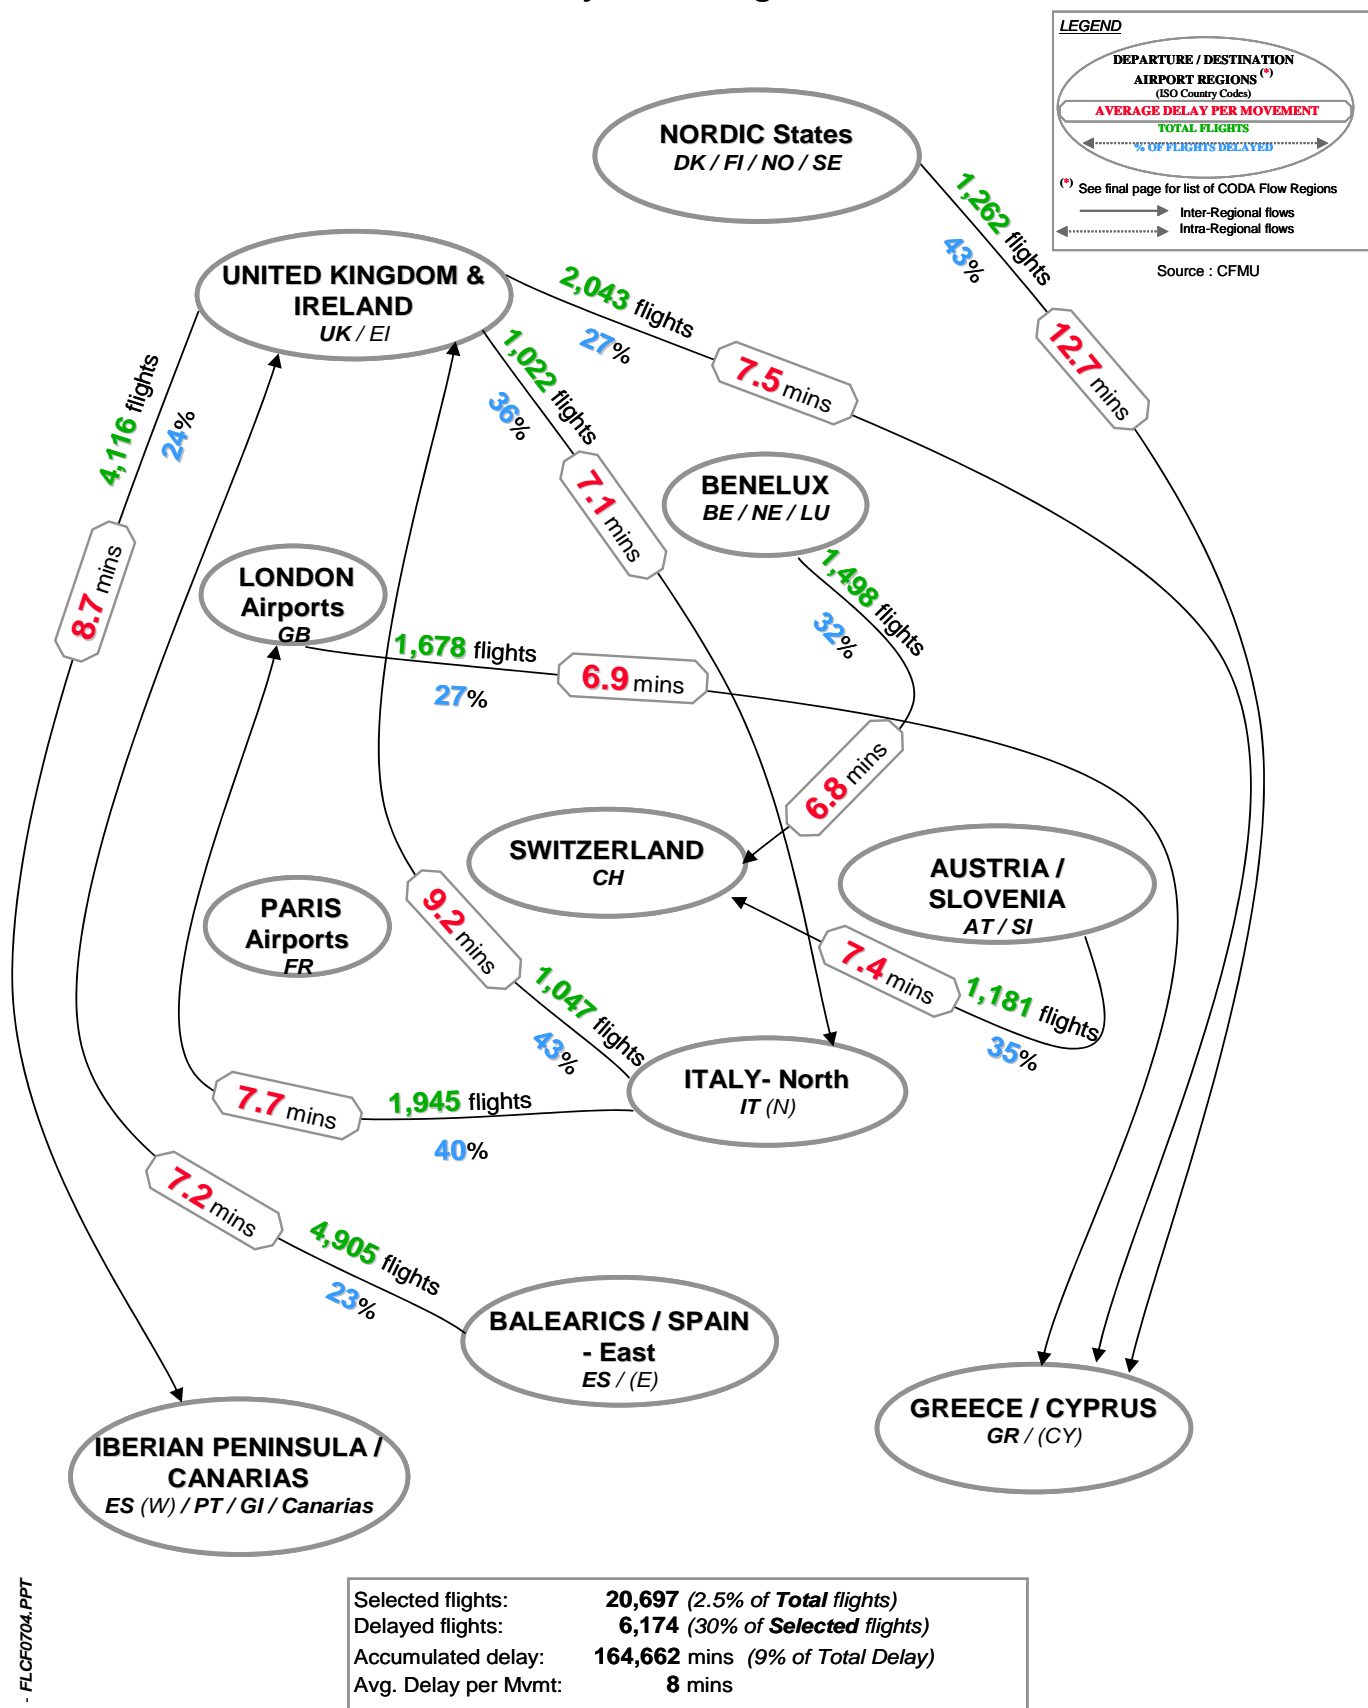 LEGEND
DEPARTURE / DESTINATION
AIRPORT REGIONS (*)
(ISO Country Codes)
AVERAGE DELAY PER MOVEMENT
TOTAL FLIGHTS
% OF FLIGHTS DELAYED
(*) See final page for list of CODA Flow Regions
Inter-Regional flows
Intra-Regional flows
Source : CFMU
NORDIC States
DK / FI / NO / SE
1,262 flights
43%
12.7 mins
UNITED KINGDOM &
IRELAND
UK / EI
2,043 flights
27%
7.5 mins
1,022 flights
36%
7.1 mins
4,116 flights
24%
8.7 mins
BENELUX
BE / NE / LU
1,498 flights
32%
6.8 mins
LONDON
Airports
GB
1,678 flights
27%
6.9 mins
SWITZERLAND
CH
AUSTRIA /
SLOVENIA
AT / SI
7.4 mins
1,181 flights
35%
PARIS
Airports
FR
9.2 mins
1,047 flights
43%
ITALY- North
IT (N)
7.7 mins
1,945 flights
40%
7.2 mins
4,905 flights
23%
BALEARICS / SPAIN
- East
ES / (E)
GREECE / CYPRUS
GR / (CY)
IBERIAN PENINSULA /
CANARIAS
ES (W) / PT / GI / Canarias
- FLCF0704.PPT
Selected flights: 20,697 (2.5% of Total flights)
Delayed flights: 6,174 (30% of Selected flights)
Accumulated delay: 164,662 mins (9% of Total Delay)
Avg. Delay per Mvmt: 8 mins